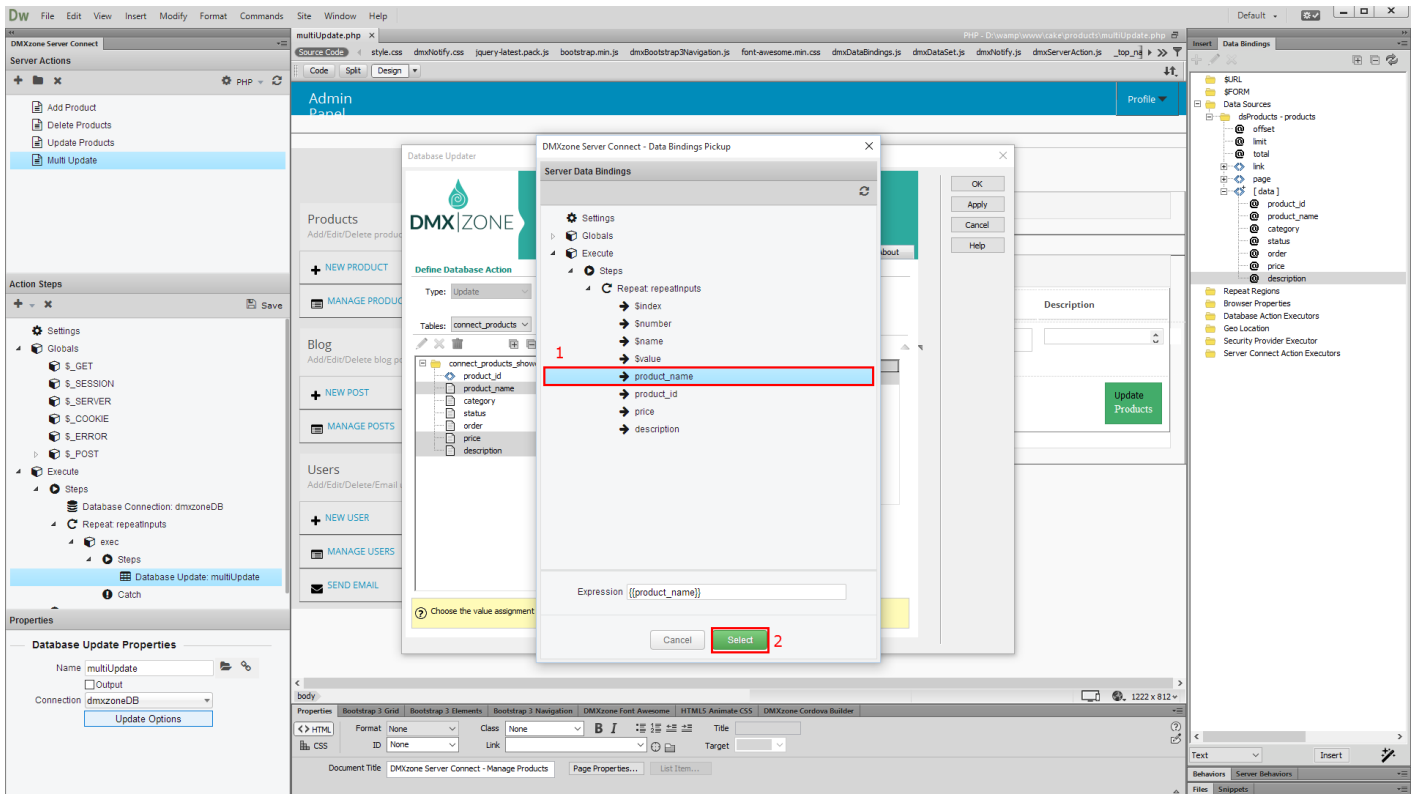 Dw File Edit View Insert Modify Format Commands Site Window Help Default
DMXzone Server Connect
Server Actions
PHP
Add Product
Delete Products
Update Products
Multi Update
Action Steps
Save
Settings
Globals
$_GET
$_SESSION
$_SERVER
$_COOKIE
$_ERROR
$_POST
Execute
Steps
Database Connection: dmxzoneDB
Repeat: repeatInputs
exec
Steps
Database Update: multiUpdate
Catch
Properties
Database Update Properties
Name multiUpdate
Output
Connection dmxzoneDB
Update Options
multiUpdate.php PHP - D:\wamp\www\cake\products\multiUpdate.php
Source Code style.css dmxNotify.css jquery-latest.pack.js bootstrap.min.js dmxBootstrap3Navigation.js font-awesome.min.css dmxDataBindings.js dmxDataSet.js dmxNotify.js dmxServerAction.js _top_na
Code Split Design
Admin
Panel
Profile
Products
Add/Edit/Delete produc
NEW PRODUCT
MANAGE PRODUC
Blog
Add/Edit/Delete blog po
NEW POST
MANAGE POSTS
Users
Add/Edit/Delete/Email
NEW USER
MANAGE USERS
SEND EMAIL
Description
Update
Products
Database Updater
DMX ZONE
OK
Apply
Cancel
Help
bout
Define Database Action
Type: Update
Tables: connect_products
connect_products_show
product_id
product_name
category
status
order
price
description
Choose the value assignment
DMXzone Server Connect - Data Bindings Pickup
Server Data Bindings
Settings
Globals
Execute
Steps
Repeat: repeatInputs
$index
$number
$name
$value
1
product_name
product_id
price
description
Expression {{product_name}}
Cancel Select 2
body 1222 x 812
Properties Bootstrap 3 Grid Bootstrap 3 Elements Bootstrap 3 Navigation DMXzone Font Awesome HTML5 Animate CSS DMXzone Cordova Builder
HTML Format None Class None B I Title
CSS ID None Link Target
Document Title DMXzone Server Connect - Manage Products Page Properties... List Item...
Insert Data Bindings
$URL
$FORM
Data Sources
dsProducts - products
offset
limit
total
link
page
[ data ]
product_id
product_name
category
status
order
price
description
Repeat Regions
Browser Properties
Database Action Executors
Geo Location
Security Provider Executor
Server Connect Action Executors
Text Insert
Behaviors Server Behaviors
Files Snippets